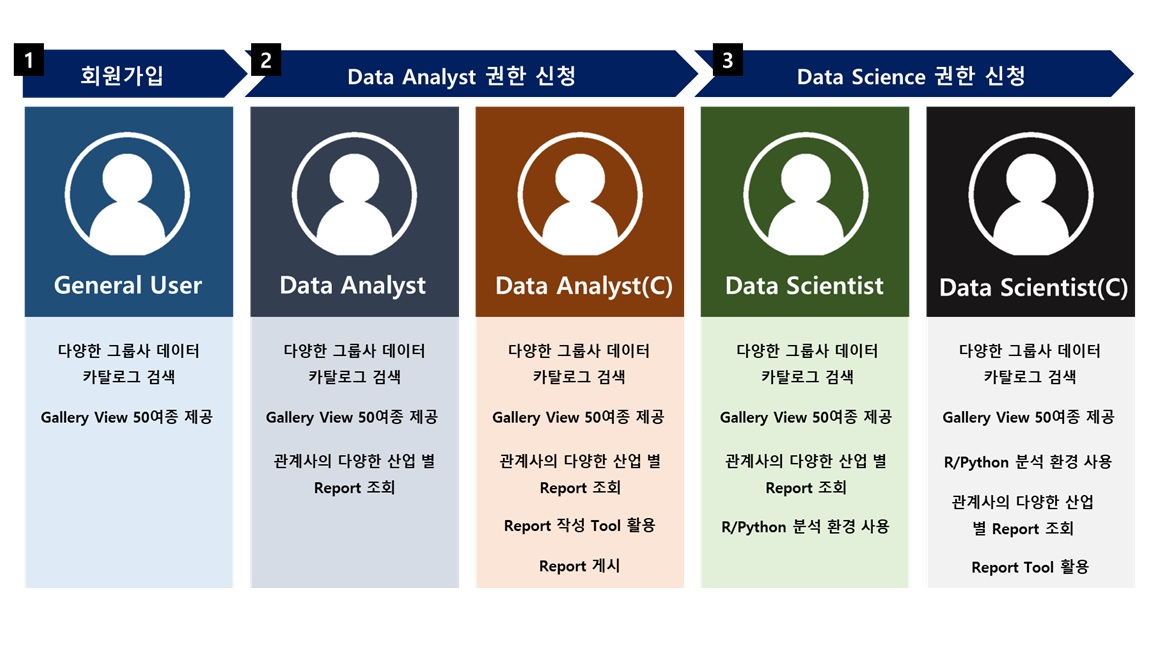 1
회원가입
2
Data Analyst 권한 신청
3
Data Science 권한 신청
General User
다양한 그룹사 데이터
카탈로그 검색
Gallery View 50여종 제공
Data Analyst
다양한 그룹사 데이터
카탈로그 검색
Gallery View 50여종 제공
관계사의 다양한 산업 별
Report 조회
Data Analyst(C)
다양한 그룹사 데이터
카탈로그 검색
Gallery View 50여종 제공
관계사의 다양한 산업 별
Report 조회
Report 작성 Tool 활용
Report 게시
Data Scientist
다양한 그룹사 데이터
카탈로그 검색
Gallery View 50여종 제공
관계사의 다양한 산업 별
Report 조회
R/Python 분석 환경 사용
Data Scientist(C)
다양한 그룹사 데이터
카탈로그 검색
Gallery View 50여종 제공
R/Python 분석 환경 사용
관계사의 다양한 산업
별 Report 조회
Report Tool 활용